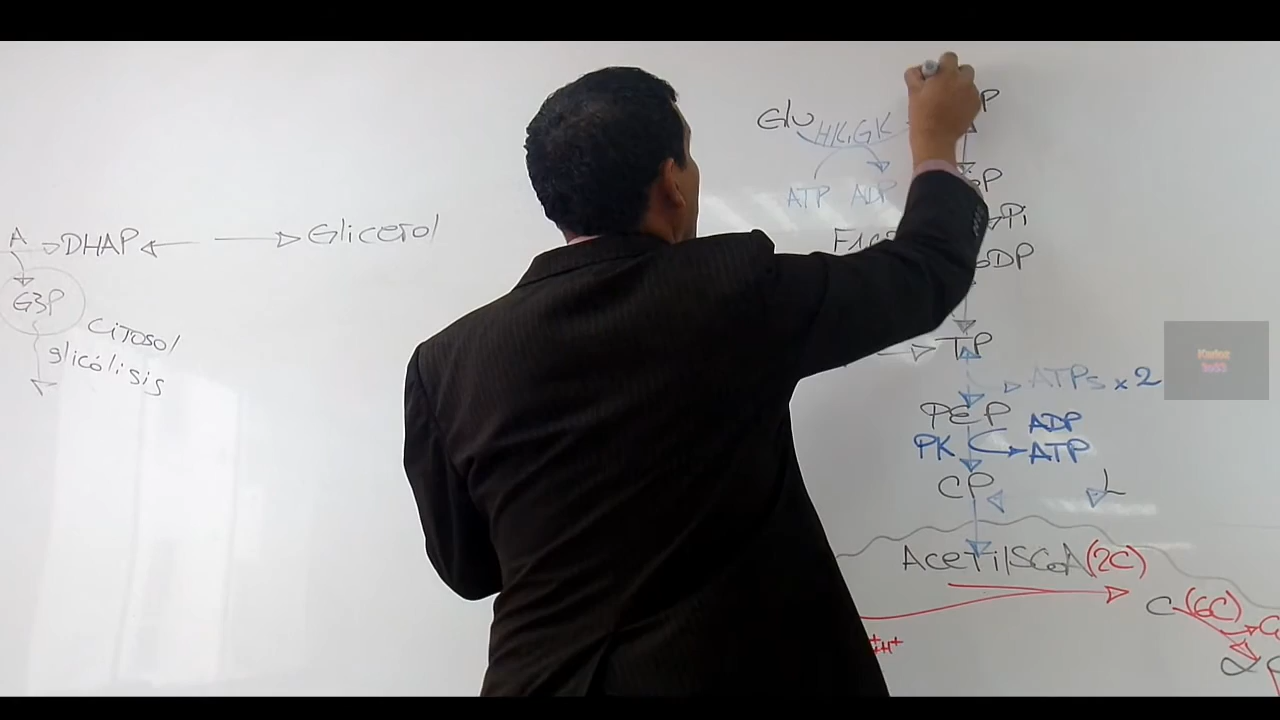 Glu
HK,GK
ATP ADP
P
Pi
A DHAP Glicerol
G3P
citosol
glicólisis
TP
ATPs x 2
PEP
ADP
PK
ATP
CP
L
AcetilSCoA (2C)
C (6C)
H+
α
Karlos